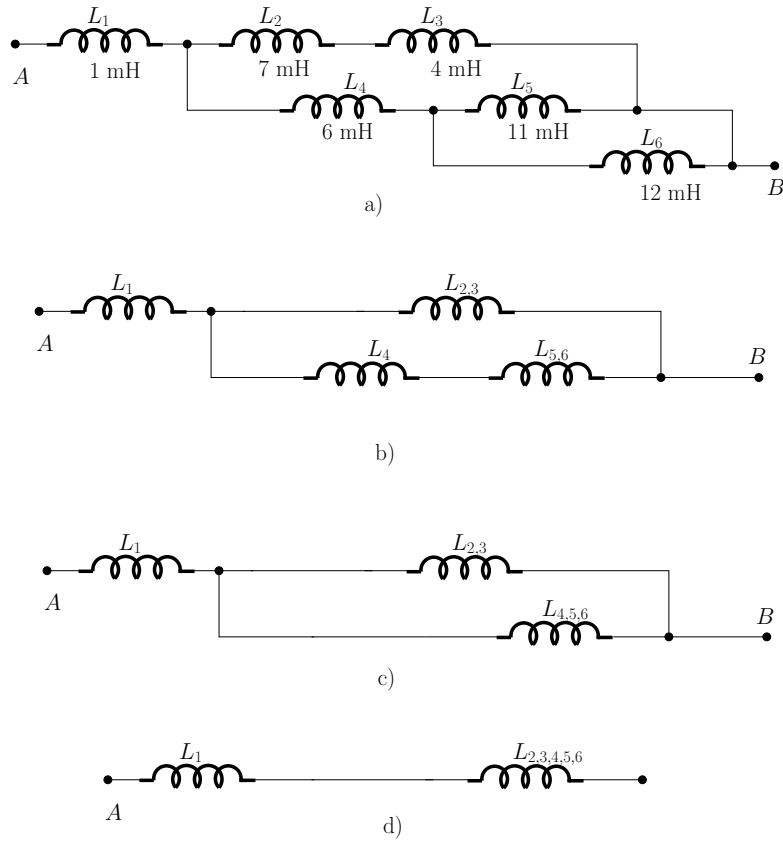 L₁ L₂ L₃
A 1 mH 7 mH 4 mH
L₄ L₅
6 mH 11 mH
L₆
12 mH B
a)
L₁ L₂,₃
A L₄ L₅,₆ B
b)
L₁ L₂,₃
A L₄,₅,₆ B
c)
L₁ L₂,₃,₄,₅,₆
A
d)